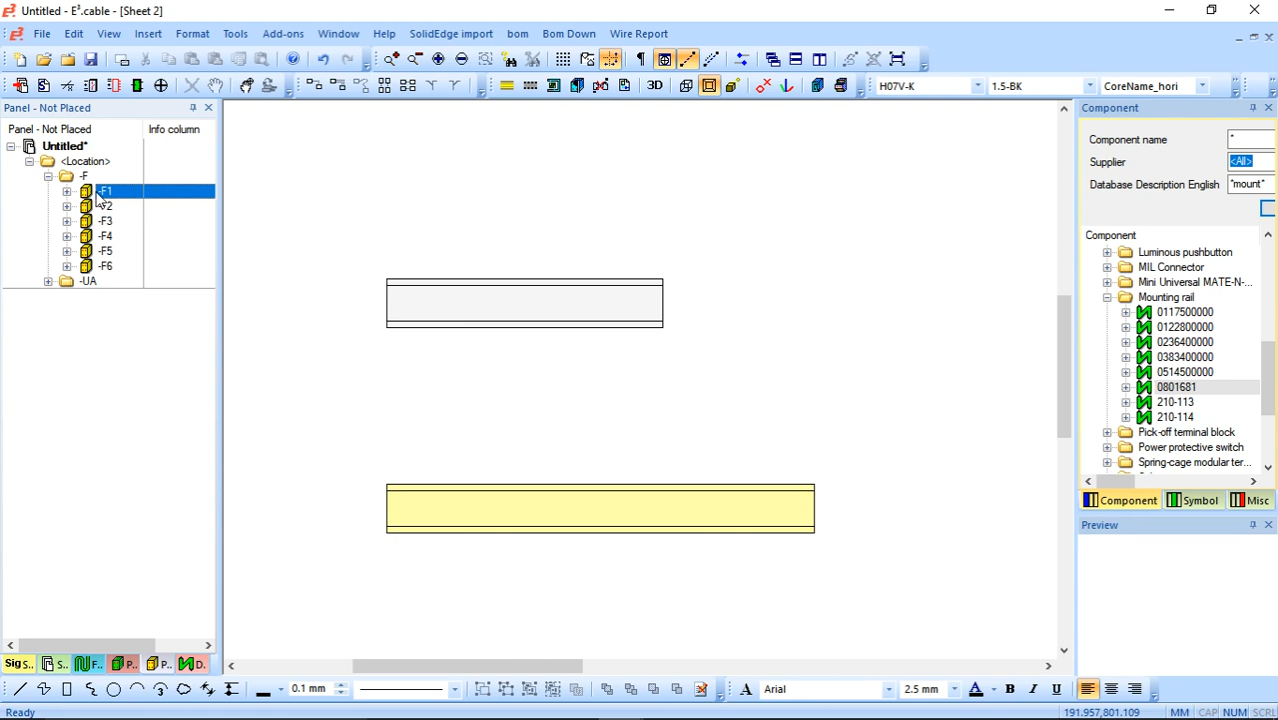 Untitled - E³.cable - [Sheet 2]
File Edit View Insert Format Tools Add-ons Window Help SolidEdge import bom Bom Down Wire Report
3D H07V-K 1.5-BK CoreName_hori
Panel - Not Placed
Panel - Not Placed Info column
Untitled*
<Location>
-F
-F1
-F2
-F3
-F4
-F5
-F6
-UA
Sig S.. S.. F.. P.. P.. D.
Component
Component name *
Supplier <All>
Database Description English *mount*
Component
Luminous pushbutton
MIL Connector
Mini Universal MATE-N-...
Mounting rail
0117500000
0122800000
0236400000
0383400000
0514500000
0801681
210-113
210-114
Pick-off terminal block
Power protective switch
Spring-cage modular ter...
Component Symbol Misc
Preview
0.1 mm A Arial 2.5 mm A B I U
Ready 191.957,801.109 MM CAP NUM SCRL